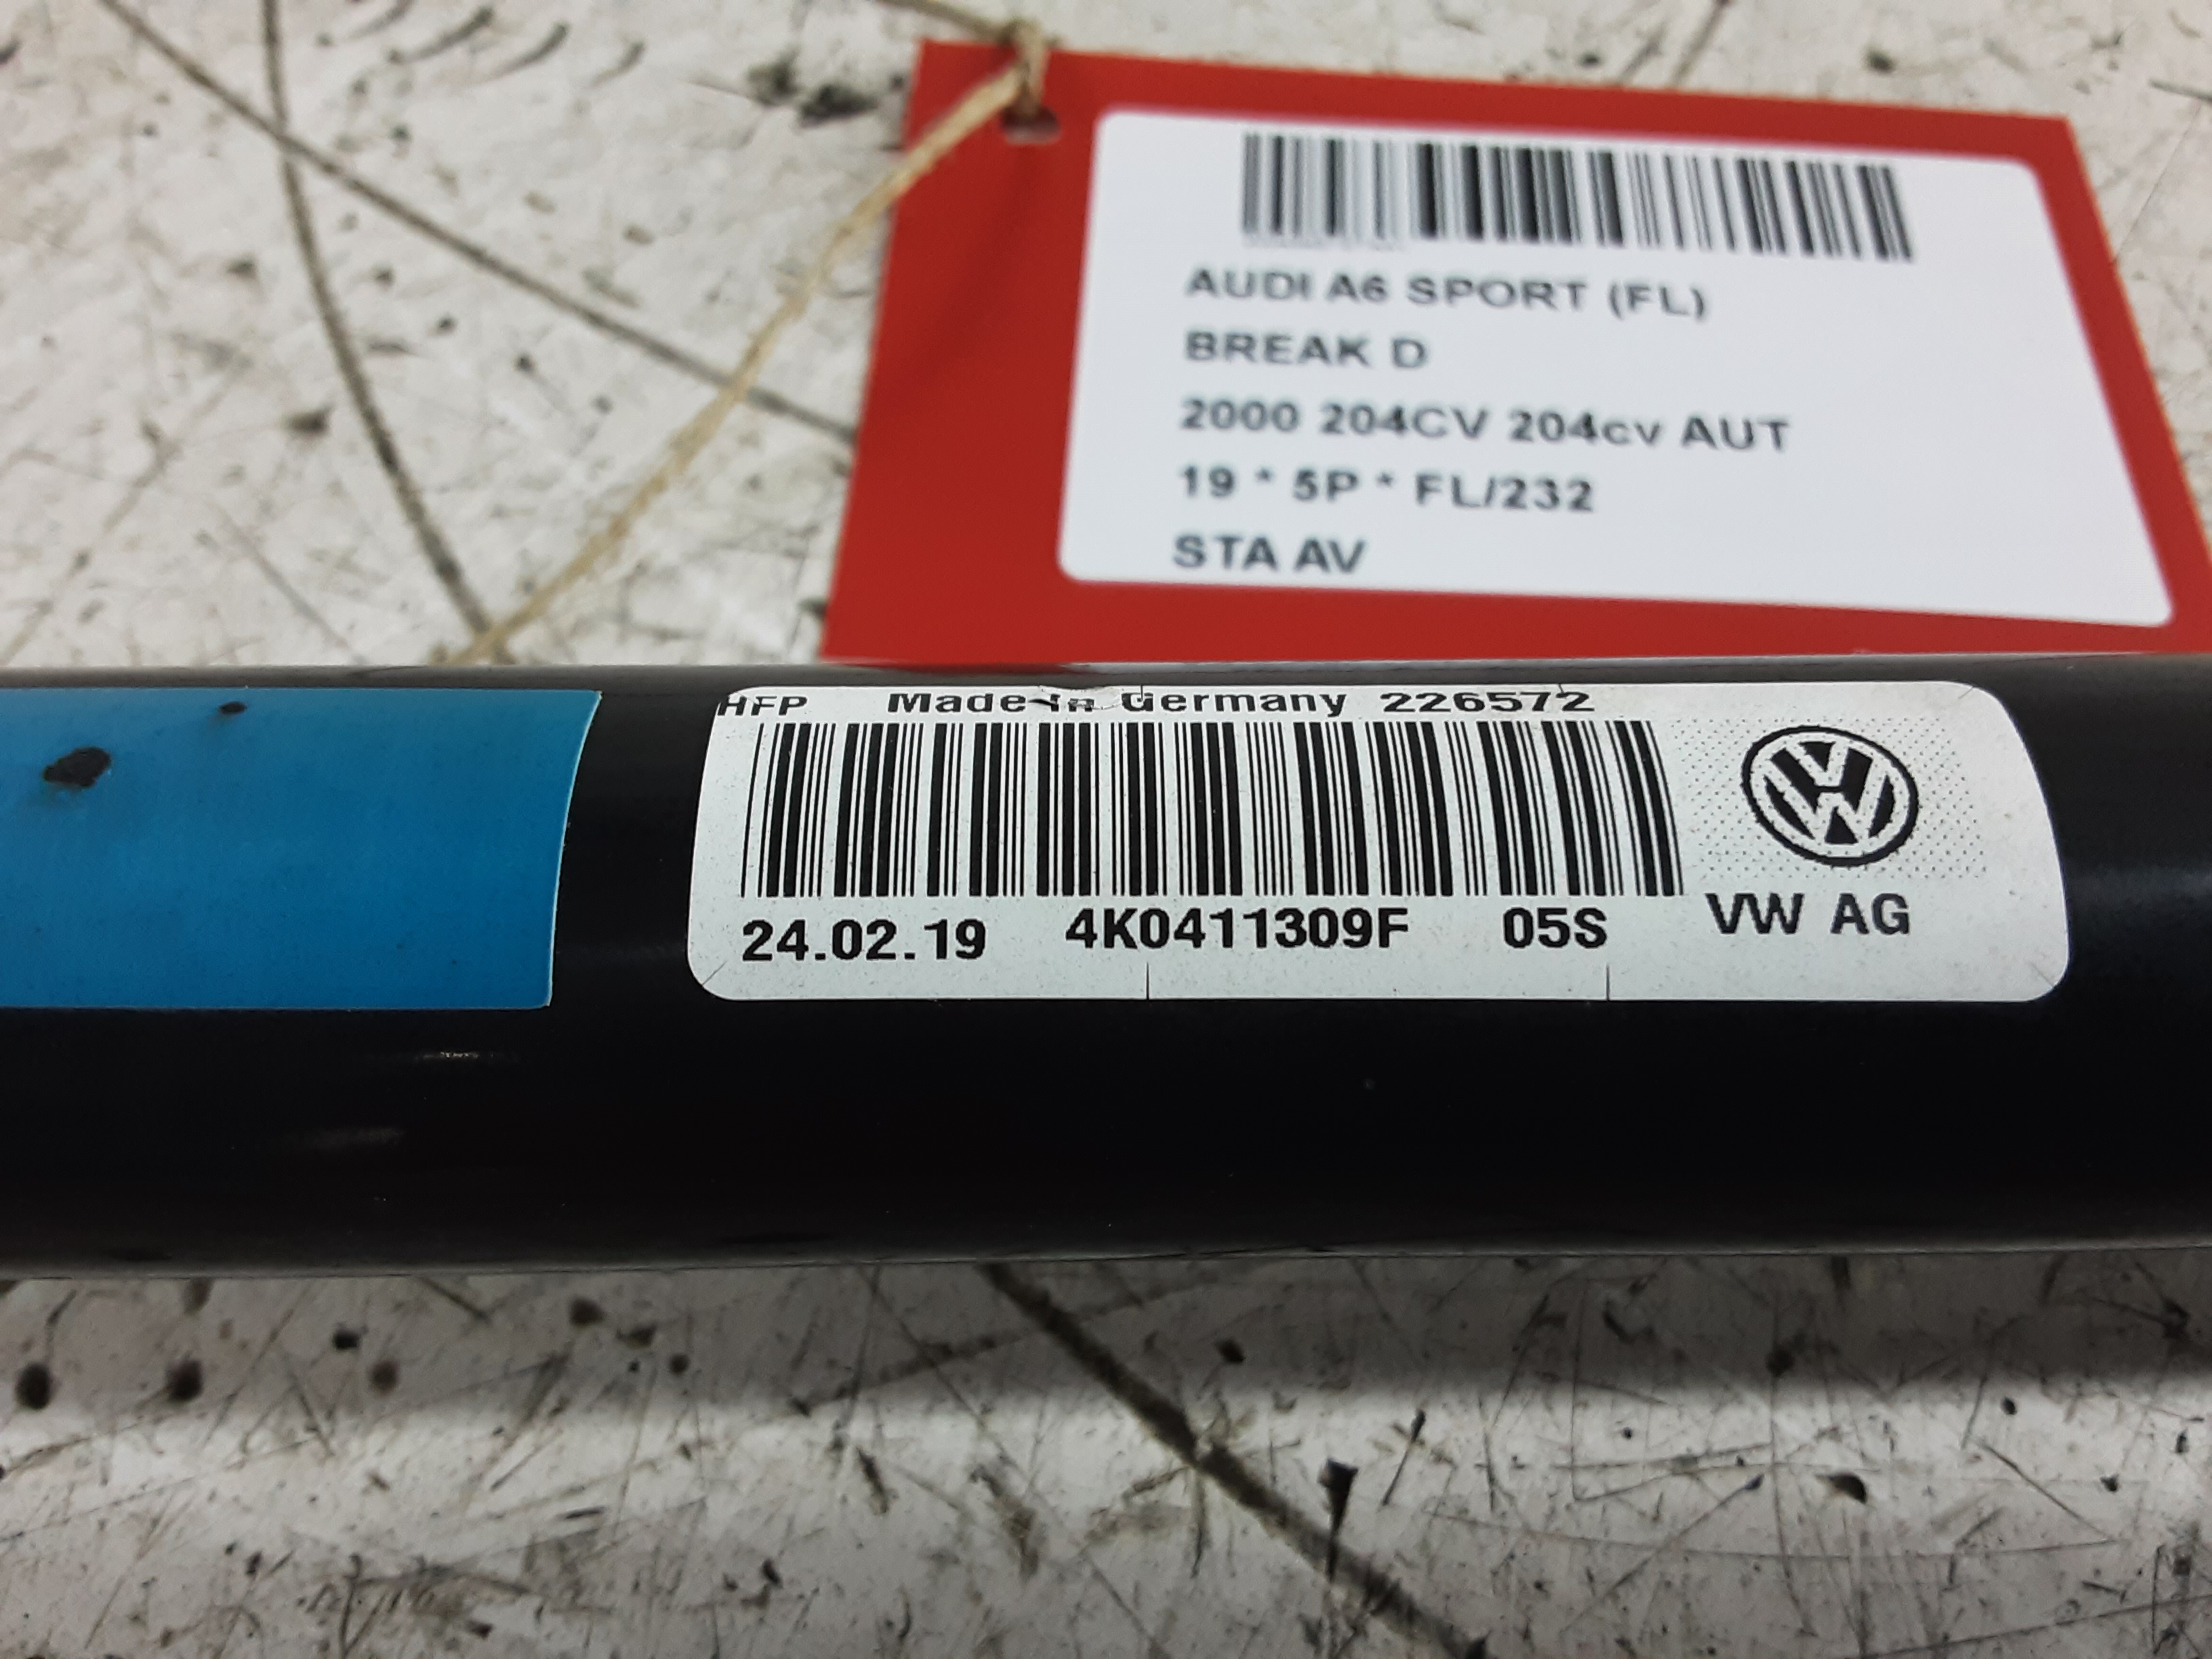 AUDI A6 SPORT (FL)
BREAK D
2000 204CV 204cv AUT
19 * 5P * FL/232
STA AV
HFP Made in Germany 226572
24.02.19 4K0411309F 05S VW AG